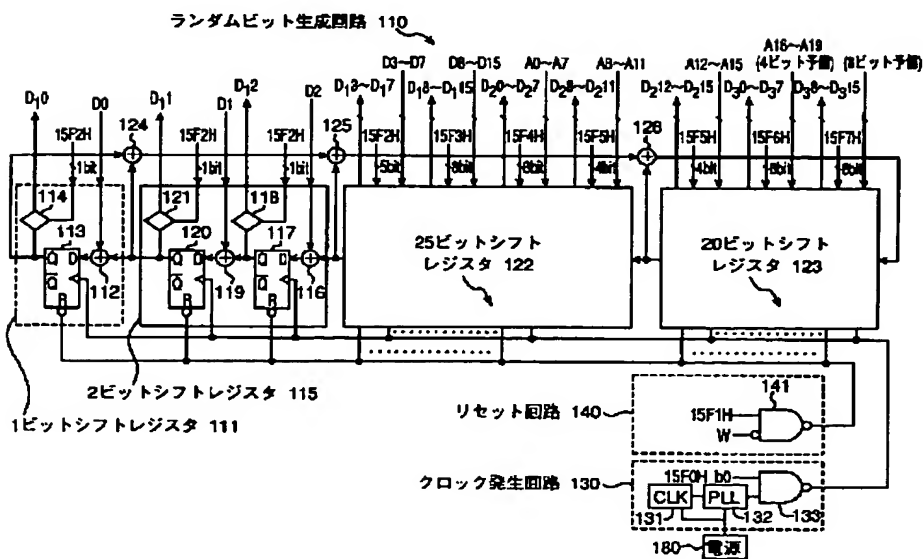 ランダムビット生成回路 110
D3~D7 D8~D15 A0~A7 A8~A11 A12~A15 A16~A19
(4ビット予備) (8ビット予備)
D₁0 D0 D₁1 D1 D₁2 D2 D₁3~D₁7 D₁8~D₁15 D₂0~D₂7 D₂8~D₂11 D₂12~D₂15 D₃0~D₃7 D₃8~D₃15
15F2H 124 15F2H 15F2H 125 15F2H 15F3H 15F4H 15F5H 126 15F5H 15F6H 15F7H
1bit 1bit 1bit 5bit 8bit 8bit 4bit 4bit 8bit 8bit
114 121 118
113 120 117
Q D Q D Q D
Q̅ Q̅ Q̅
R R R
112 119 116
25ビットシフト
レジスタ 122
20ビットシフト
レジスタ 123
2ビットシフトレジスタ 115
1ビットシフトレジスタ 111
リセット回路 140
15F1H
W
141
クロック発生回路 130
15F0H b0
CLK PLL
131 132 133
180 電源